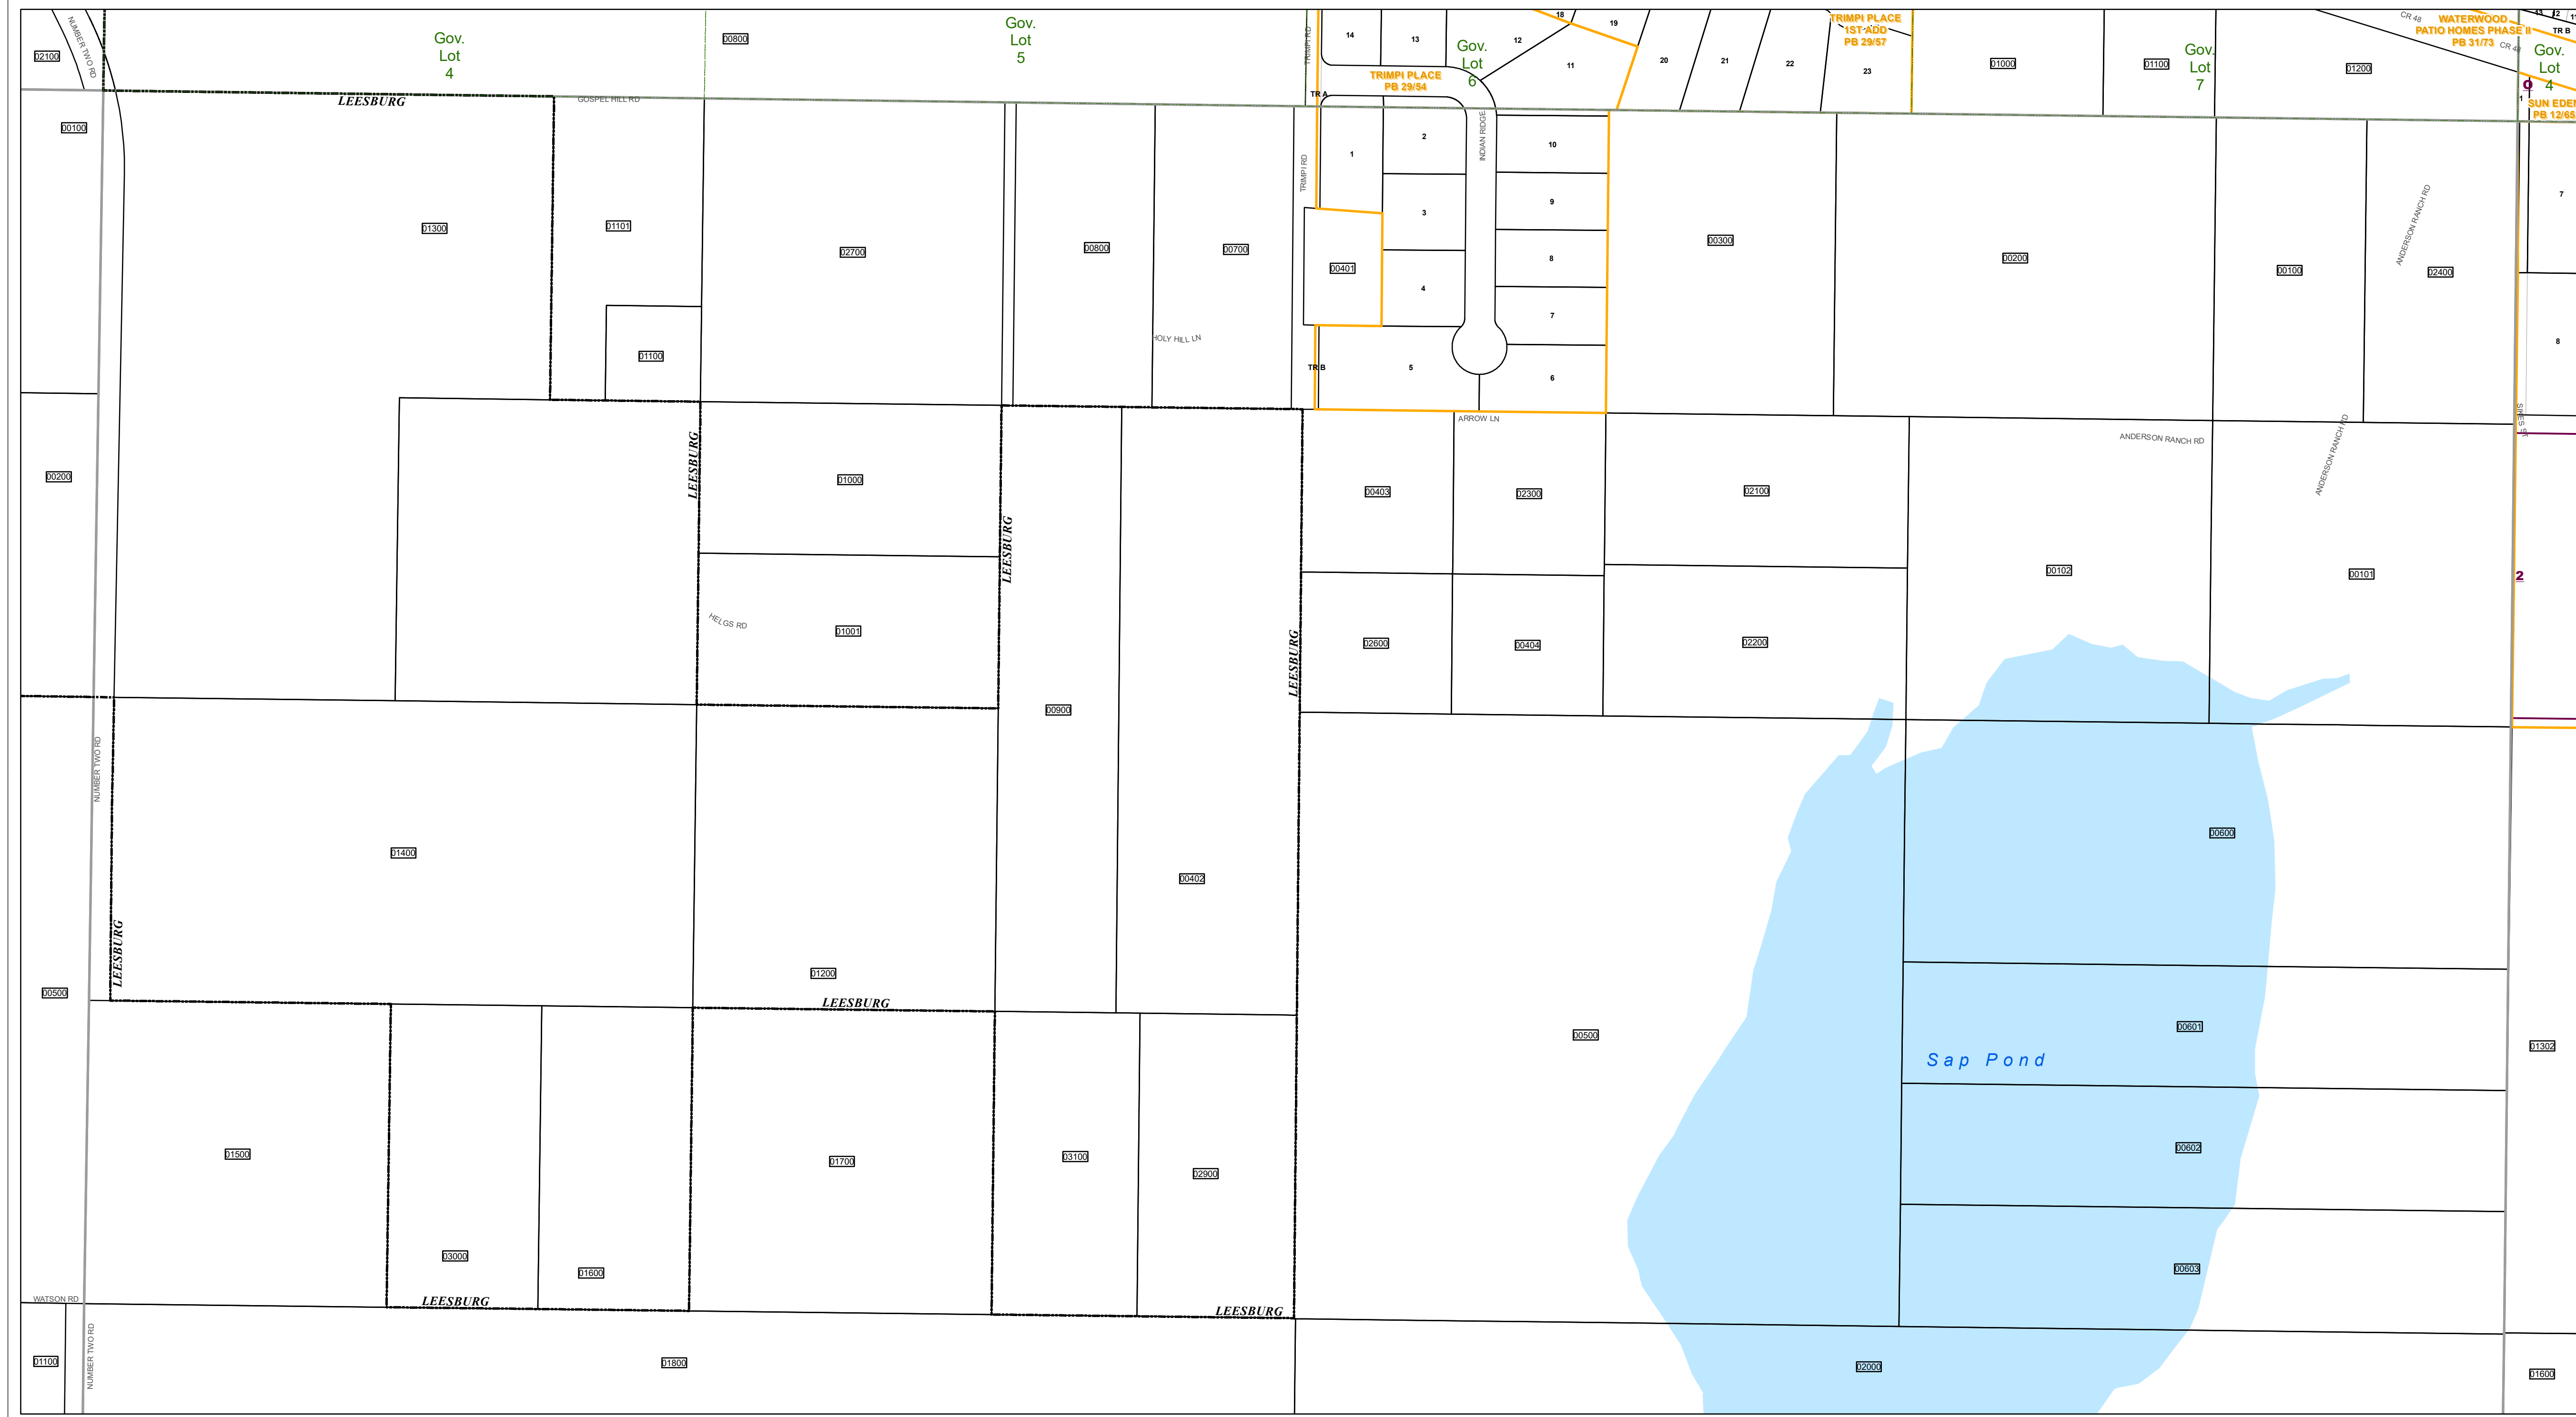 NUMBER TWO RD
02100
Gov.
Lot
4
00800
Gov.
Lot
5
TRIMPI RD
14
13
12
Gov.
Lot
6
18
19
11
20
21
22
23
TRIMPI PLACE
1ST ADD
PB 29/57
01000
01100
Gov.
Lot
7
01200
CR 48
WATERWOOD
PATIO HOMES PHASE II
PB 31/73
CR 48
13
12
TR B
Gov.
Lot
4
O
1
SUN EDEN
PB 12/65
TRIMPI PLACE
PB 29/54
TR A
LEESBURG
GOSPEL HILL RD
00100
01300
01101
02700
00800
00700
TRIMPI RD
1
2
3
4
5
INDIAN RIDGE
10
9
8
7
6
00401
TR B
00300
00200
00100
ANDERSON RANCH RD
02400
7
8
01100
HOLY HILL LN
ARROW LN
ANDERSON RANCH RD
ANDERSON RANCH RD
SIKES ST
00200
LEESBURG
01000
LEESBURG
00403
02300
02100
00102
00101
2
HELGS RD
01001
LEESBURG
02600
00404
02200
00900
NUMBER TWO RD
01400
00402
00600
LEESBURG
00500
01200
LEESBURG
00500
00601
Sap Pond
01302
01500
01700
03100
02900
00602
03000
01600
00603
WATSON RD
LEESBURG
LEESBURG
NUMBER TWO RD
01100
01800
02000
01600